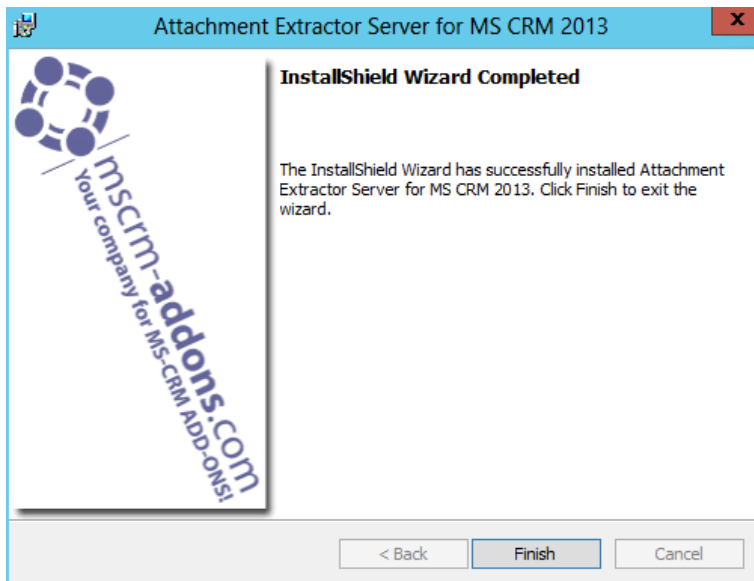 Attachment Extractor Server for MS CRM 2013
x
InstallShield Wizard Completed
The InstallShield Wizard has successfully installed Attachment
Extractor Server for MS CRM 2013. Click Finish to exit the
wizard.
mscrm-addons.com
Your company for MS-CRM ADD-ONS!
< Back
Finish
Cancel